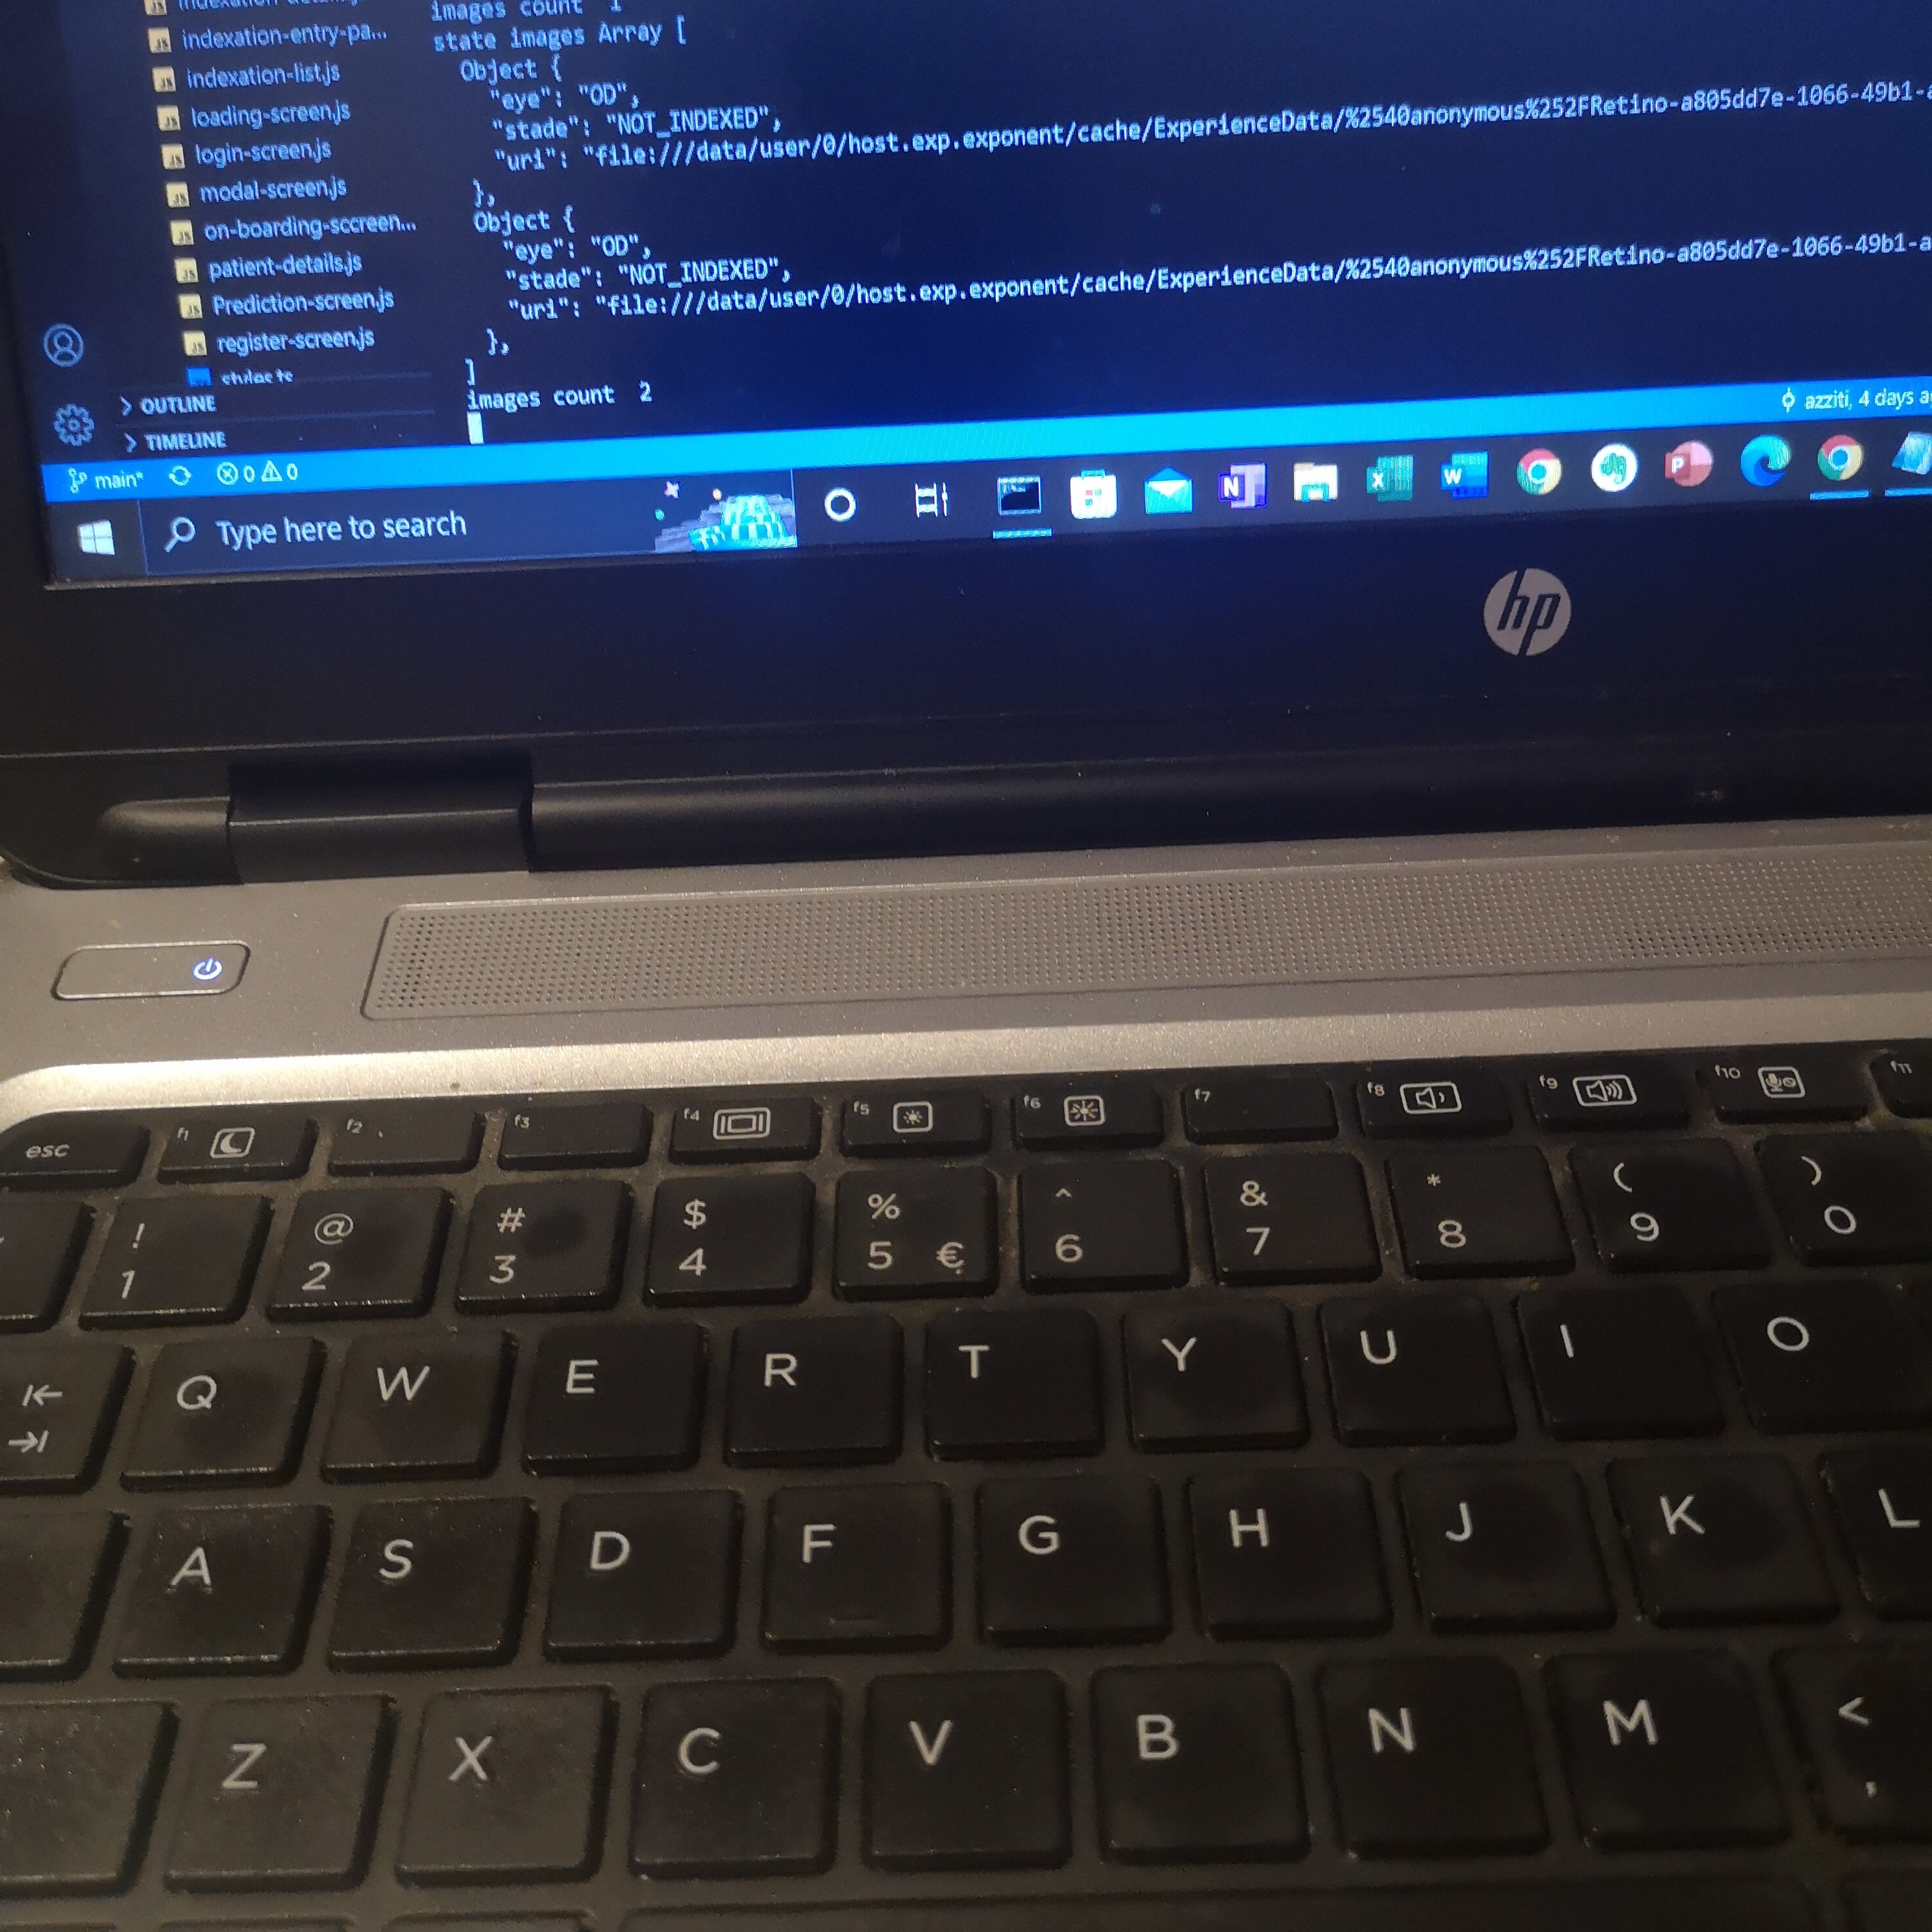 indexation-entry-pa...
indexation-list.js
loading-screen.js
login-screen.js
modal-screen.js
on-boarding-sccreen...
patient-details.js
Prediction-screen.js
register-screen.js
OUTLINE
TIMELINE
images count 1
state images Array [
Object {
"eye": "OD",
"stade": "NOT_INDEXED",
"uri": "file:///data/user/0/host.exp.exponent/cache/ExperienceData/%2540anonymous%252FRetino-a805dd7e-1066-49b1-a
},
Object {
"eye": "OD",
"stade": "NOT_INDEXED",
"uri": "file:///data/user/0/host.exp.exponent/cache/ExperienceData/%2540anonymous%252FRetino-a805dd7e-1066-49b1-a
},
]
images count 2
main* 0 0
azziti, 4 days
Type here to search
N X W P
hp
esc f1 f2 f3 f4 f5 f6 f7 f8 f9 f10 f11
! @ # $ % ^ & * ( )
1 2 3 4 5 € 6 7 8 9 0
Q W E R T Y U I O
A S D F G H J K L
Z X C V B N M <
,